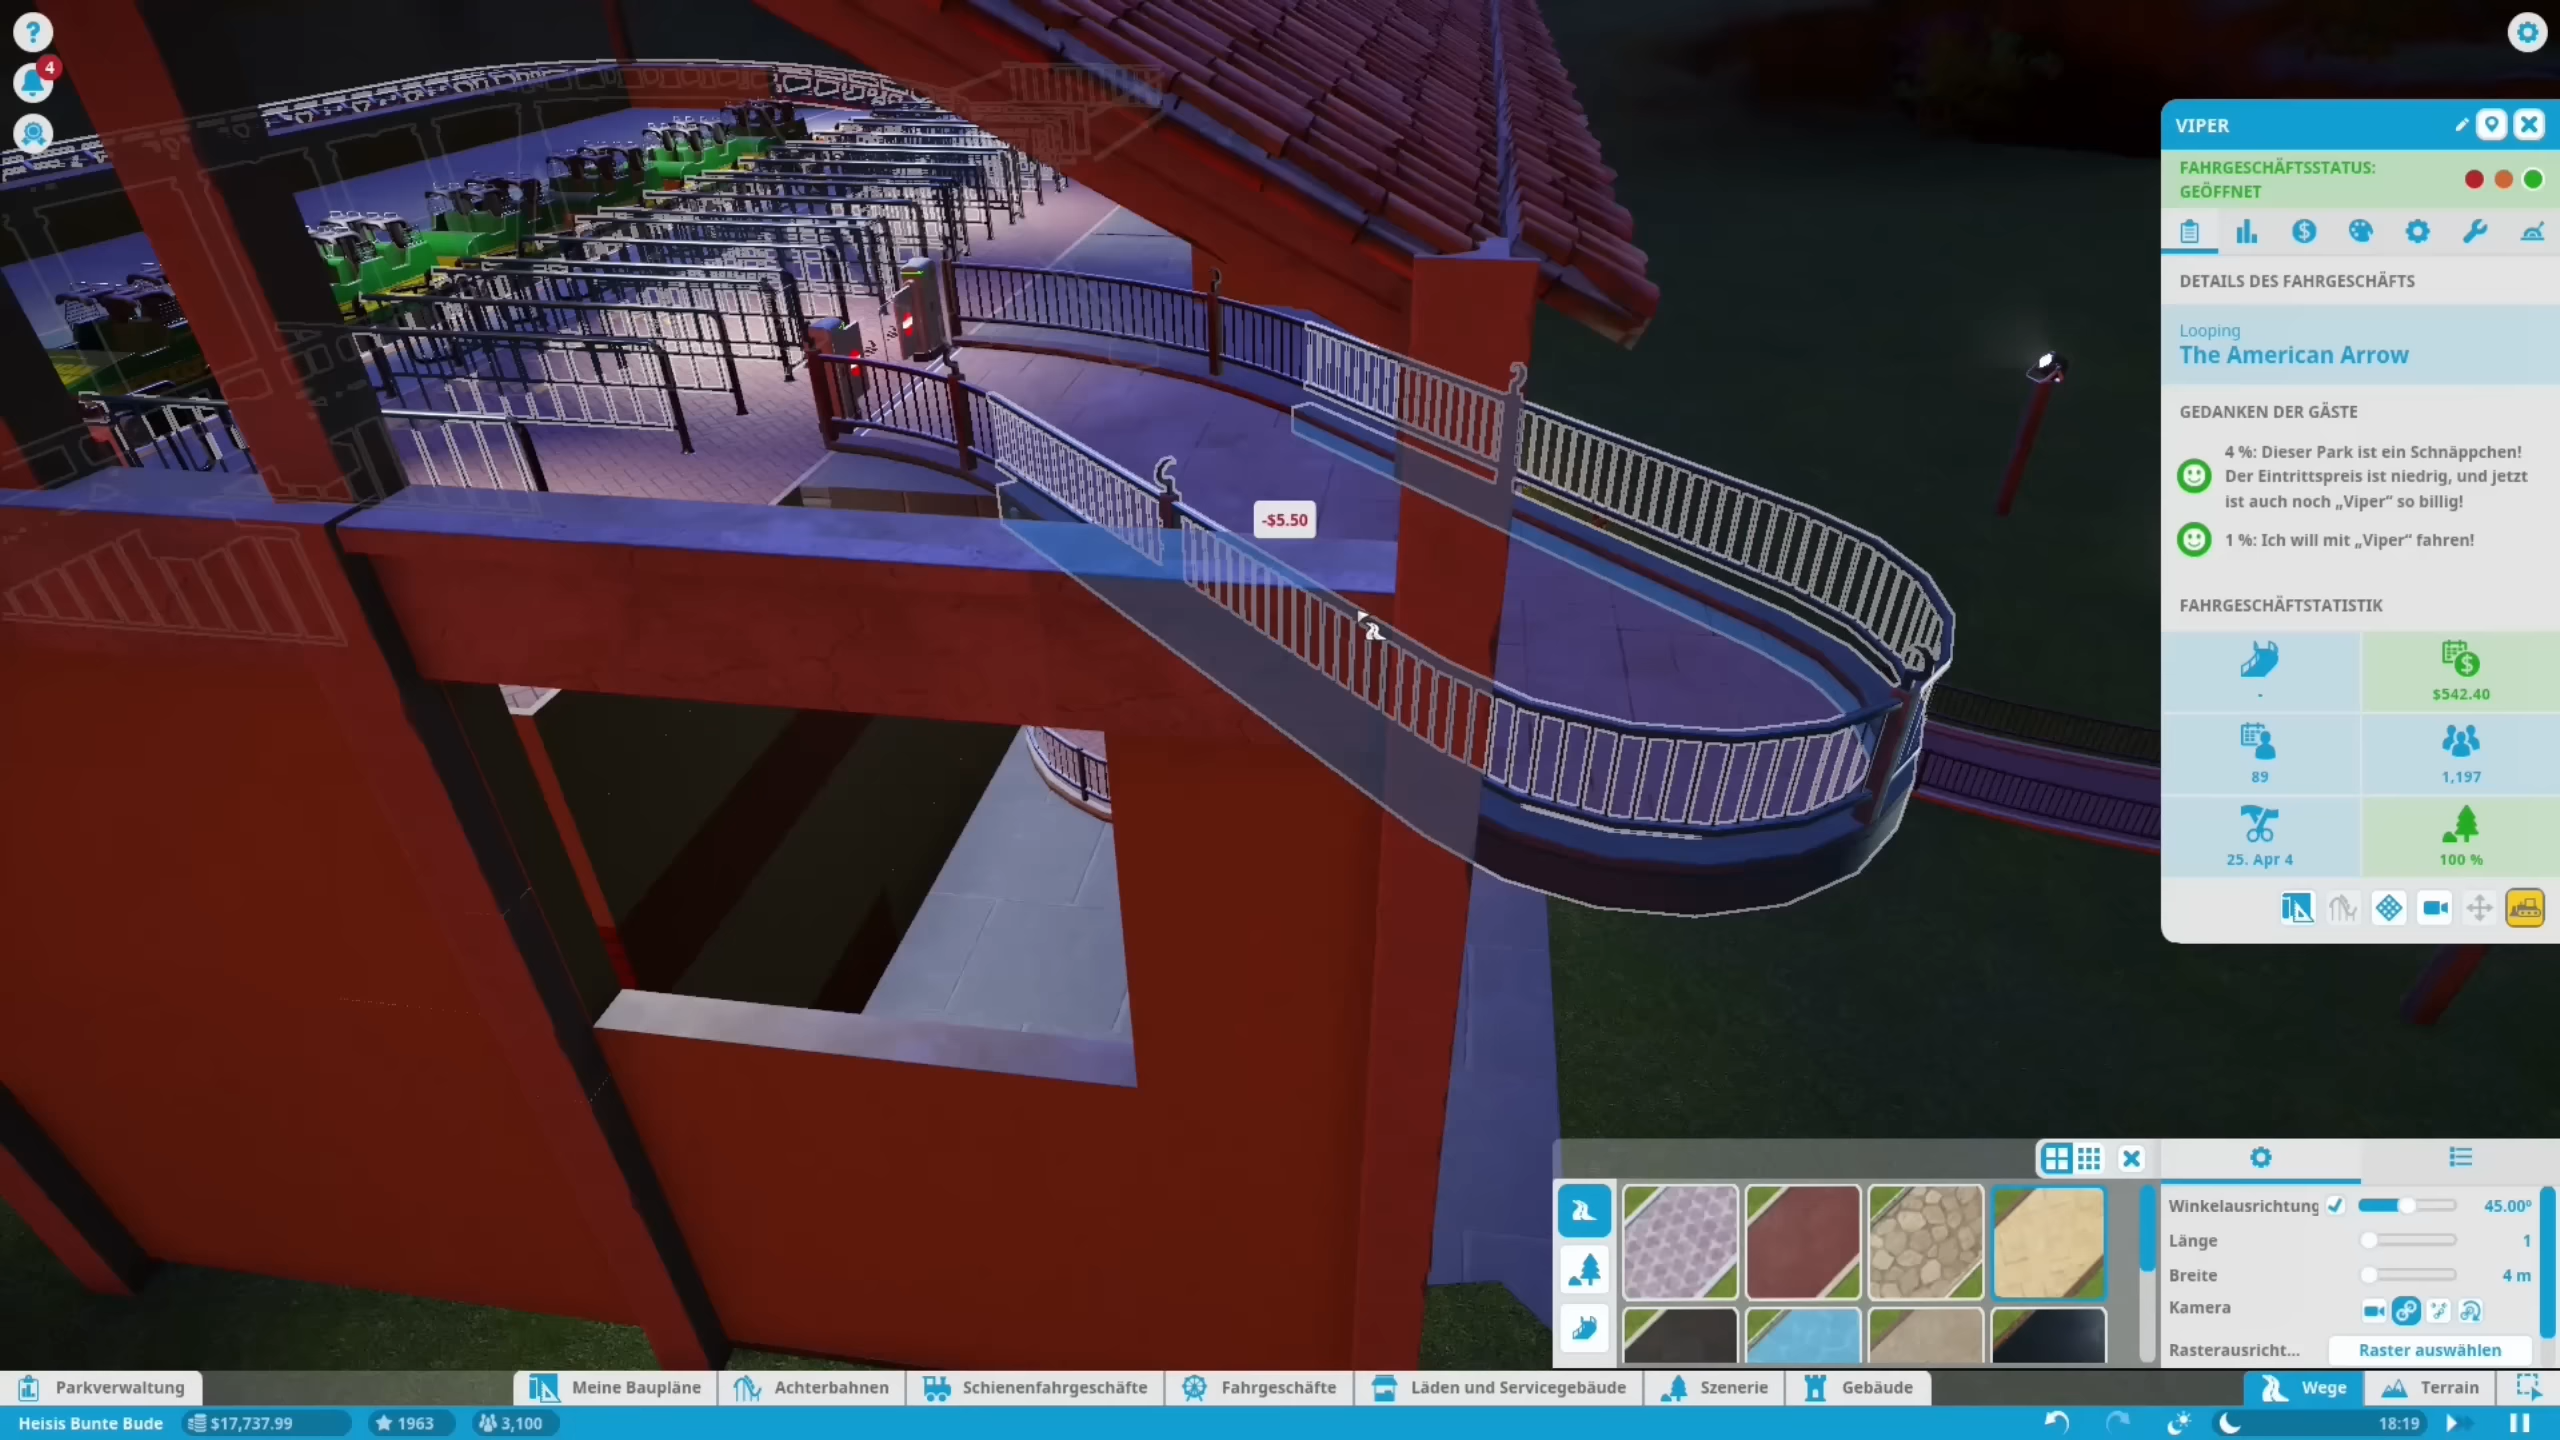 ?
4
VIPER
FAHRGESCHÄFTSSTATUS:
GEÖFFNET
DETAILS DES FAHRGESCHÄFTS
Looping
The American Arrow
GEDANKEN DER GÄSTE
4 %: Dieser Park ist ein Schnäppchen!
Der Eintrittspreis ist niedrig, und jetzt
ist auch noch „Viper“ so billig!
1 %: Ich will mit „Viper“ fahren!
FAHRGESCHÄFTSTATISTIK
-
$542.40
89
1,197
25. Apr 4
100 %
-$5.50
Winkelausrichtung
45.00°
Länge
1
Breite
4 m
Kamera
Rasterausricht...
Raster auswählen
Parkverwaltung
Meine Baupläne
Achterbahnen
Schienenfahrgeschäfte
Fahrgeschäfte
Läden und Servicegebäude
Szenerie
Gebäude
Wege
Terrain
Heisis Bunte Bude
$17,737.99
1963
3,100
18:19